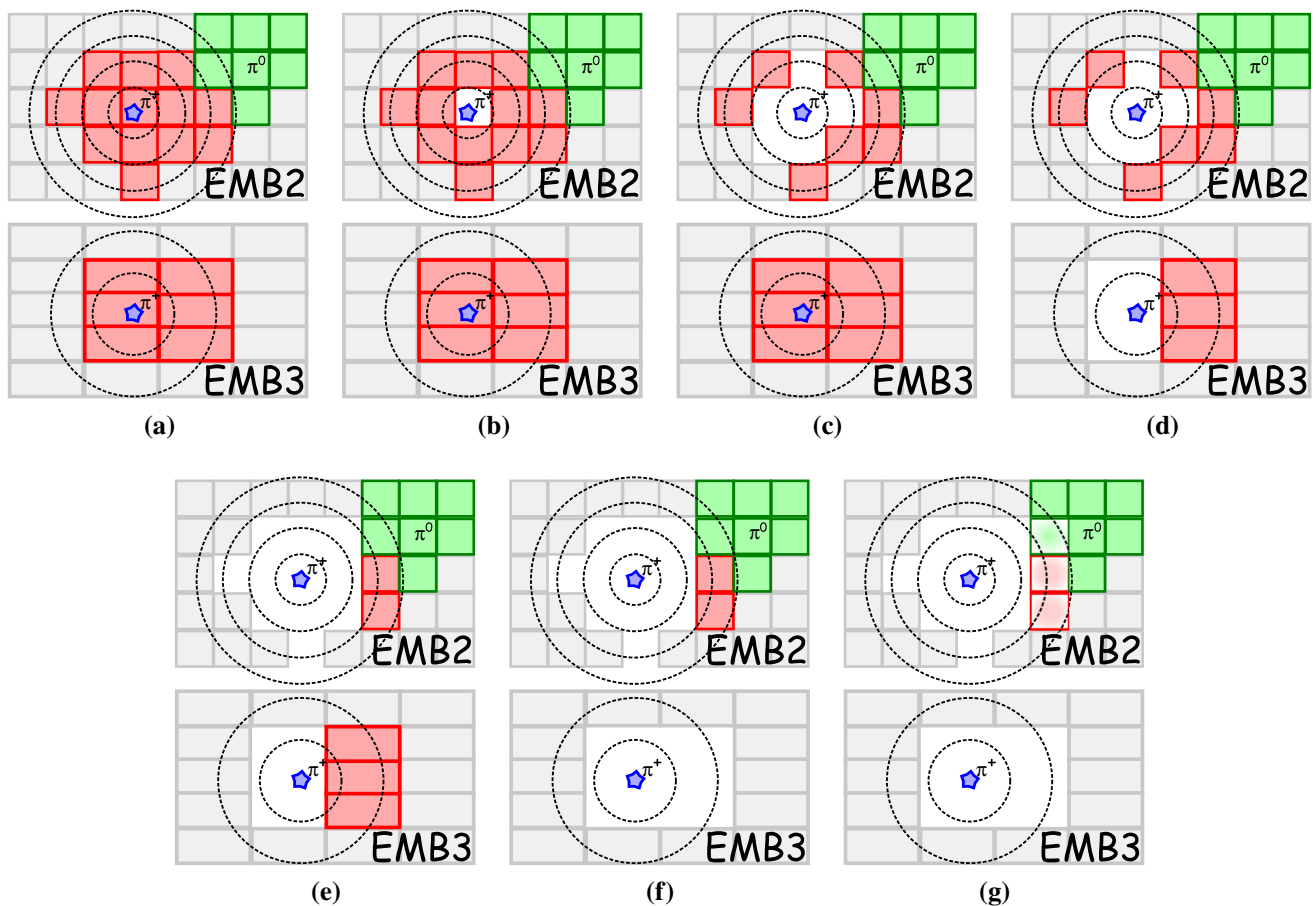 π⁰ π⁰ π⁰ π⁰
π⁺ π⁺ π⁺ π⁺
EMB2 EMB2 EMB2 EMB2
π⁺ π⁺ π⁺ π⁺
EMB3 EMB3 EMB3 EMB3
(a) (b) (c) (d)
π⁰ π⁰ π⁰
π⁺ π⁺ π⁺
EMB2 EMB2 EMB2
π⁺ π⁺ π⁺
EMB3 EMB3 EMB3
(e) (f) (g)